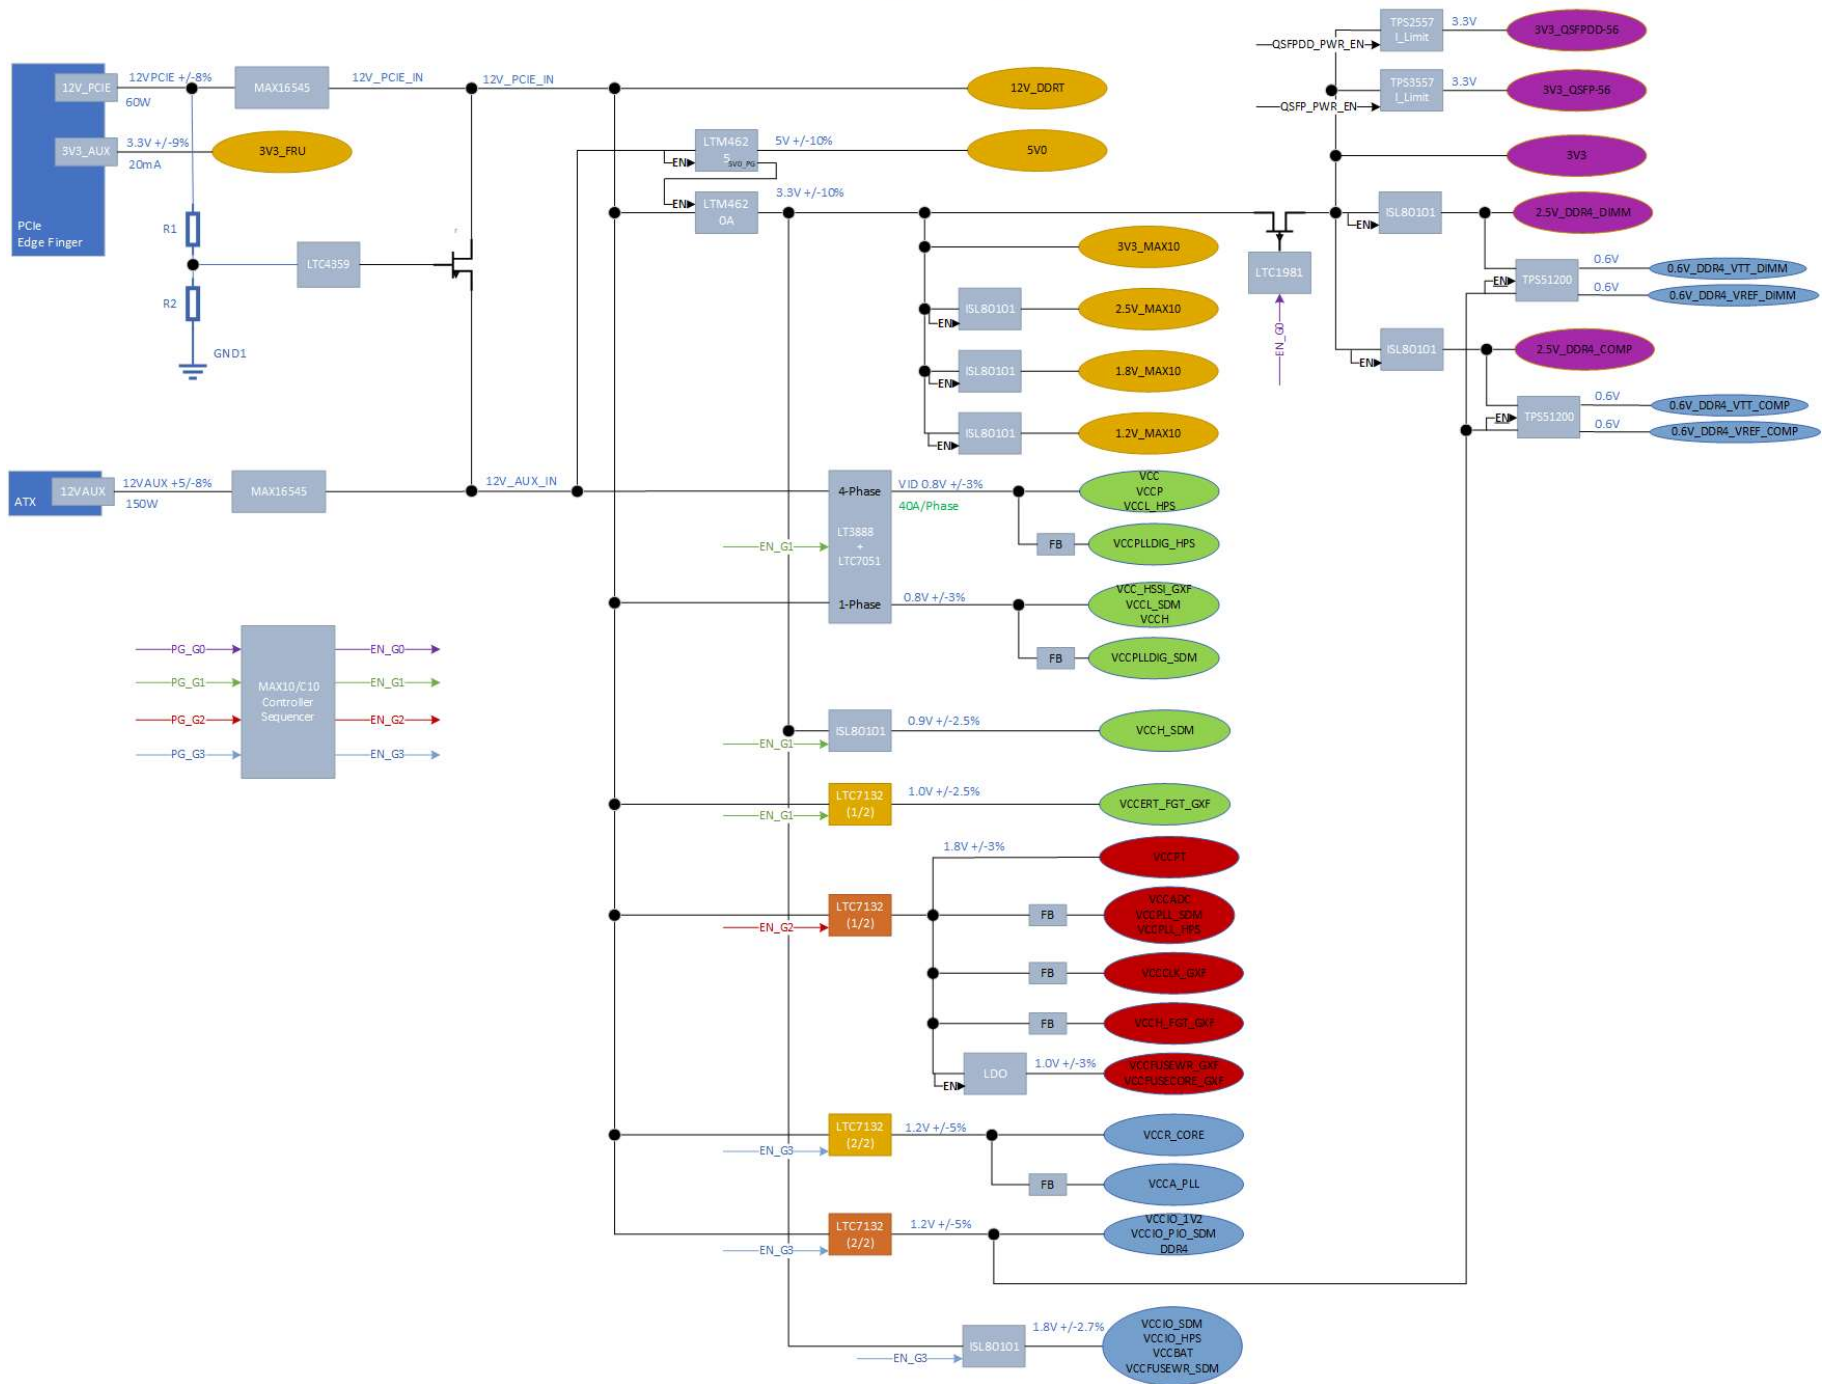 TPS2557
I_Limit
3.3V
3V3_QSFPDD-56
QSFPDD_PWR_EN
TPS3557
I_Limit
3.3V
3V3_QSFP-56
QSFP_PWR_EN
12V_PCIE
12VPCIE +/-8%
60W
MAX16545
12V_PCIE_IN
12V_PCIE_IN
12V_DDRT
3V3_AUX
3.3V +/-9%
20mA
3V3_FRU
LTM462
5
5V0_PG
EN
5V +/-10%
5V0
3V3
LTM462
0A
EN
3.3V +/-10%
ISL80101
EN
2.5V_DDR4_DIMM
PCIe
Edge Finger
R1
R2
GND1
LTC4359
3V3_MAX10
LTC1981
EN_G0
TPS51200
EN
0.6V
0.6V_DDR4_VTT_DIMM
0.6V
0.6V_DDR4_VREF_DIMM
ISL80101
EN
2.5V_MAX10
ISL80101
EN
1.8V_MAX10
ISL80101
EN
1.2V_MAX10
ISL80101
EN
2.5V_DDR4_COMP
TPS51200
EN
0.6V
0.6V_DDR4_VTT_COMP
0.6V
0.6V_DDR4_VREF_COMP
ATX
12VAUX
12VAUX +5/-8%
150W
MAX16545
12V_AUX_IN
4-Phase
LT3888
+
LTC7051
1-Phase
EN_G1
VID 0.8V +/-3%
40A/Phase
VCC
VCCP
VCCL_HPS
FB
VCCPLLDIG_HPS
0.8V +/-3%
VCC_HSSI_GXF
VCCL_SDM
VCCH
FB
VCCPLLDIG_SDM
PG_G0
PG_G1
PG_G2
PG_G3
MAX10/C10
Controller
Sequencer
EN_G0
EN_G1
EN_G2
EN_G3
ISL80101
EN_G1
0.9V +/-2.5%
VCCH_SDM
LTC7132
(1/2)
EN_G1
1.0V +/-2.5%
VCCERT_FGT_GXF
1.8V +/-3%
VCCPT
LTC7132
(1/2)
EN_G2
FB
VCCADC
VCCPLL_SDM
VCCPLL_HPS
FB
VCCCLK_GXF
FB
VCCH_FGT_GXF
LDO
EN
1.0V +/-3%
VCCFUSEWR_GXF
VCCFUSECORE_GXF
LTC7132
(2/2)
EN_G3
1.2V +/-5%
VCCR_CORE
FB
VCCA_PLL
LTC7132
(2/2)
EN_G3
1.2V +/-5%
VCCIO_1V2
VCCIO_PIO_SDM
DDR4
ISL80101
EN_G3
1.8V +/-2.7%
VCCIO_SDM
VCCIO_HPS
VCCBAT
VCCFUSEWR_SDM